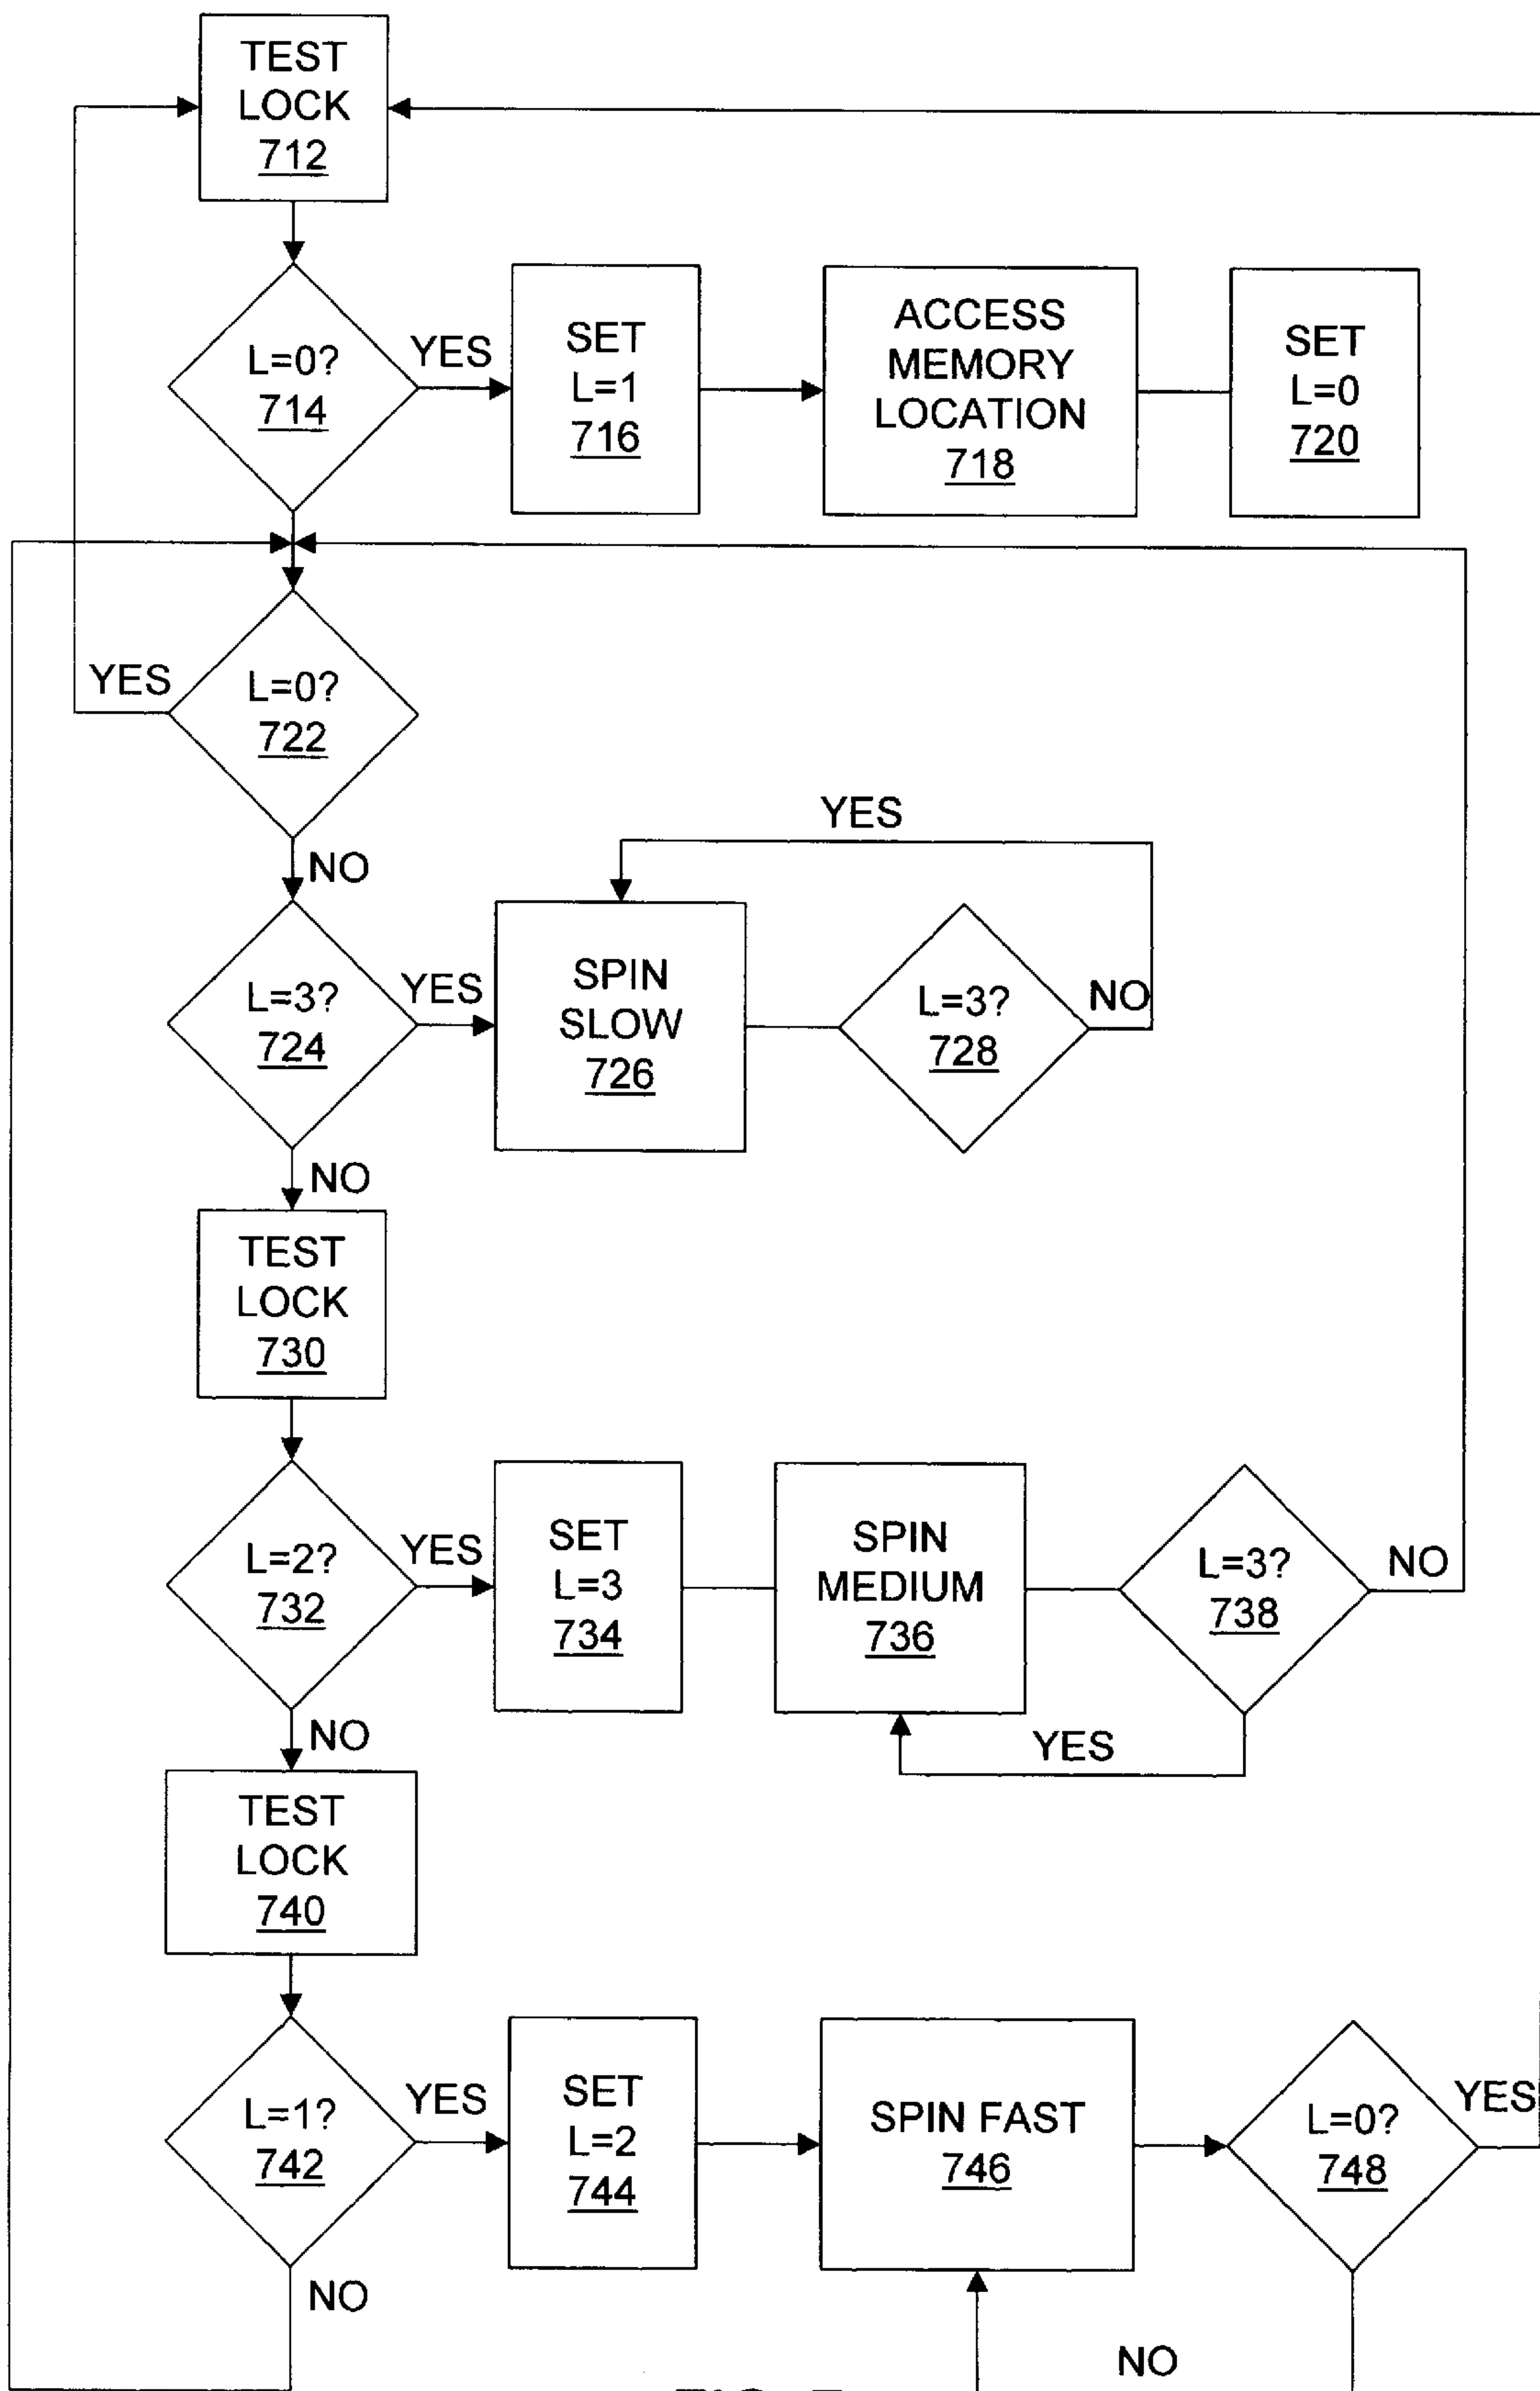 TEST
LOCK
712
L=0?
714
YES
SET
L=1
716
ACCESS
MEMORY
LOCATION
718
SET
L=0
720
YES
L=0?
722
NO
YES
L=3?
724
YES
SPIN
SLOW
726
L=3?
728
NO
NO
TEST
LOCK
730
L=2?
732
YES
SET
L=3
734
SPIN
MEDIUM
736
L=3?
738
NO
YES
NO
TEST
LOCK
740
L=1?
742
YES
SET
L=2
744
SPIN FAST
746
L=0?
748
YES
NO
NO